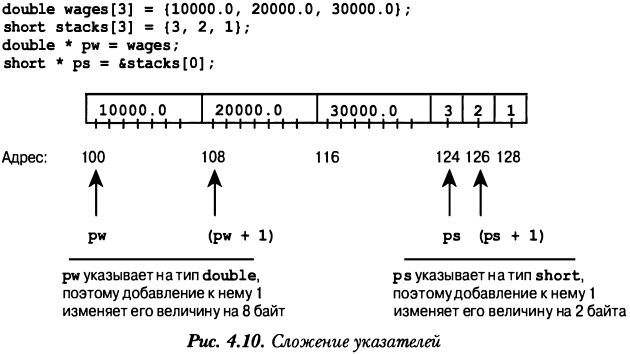 double wages[3] = {10000.0, 20000.0, 30000.0};
short stacks[3] = {3, 2, 1};
double * pw = wages;
short * ps = &stacks[0];
10000.0 20000.0 30000.0 3 2 1
Адрес: 100 108 116 124 126 128
pw (pw + 1) ps (ps + 1)
pw указывает на тип double,
поэтому добавление к нему 1
изменяет его величину на 8 байт
ps указывает на тип short,
поэтому добавление к нему 1
изменяет его величину на 2 байта
Рис. 4.10. Сложение указателей